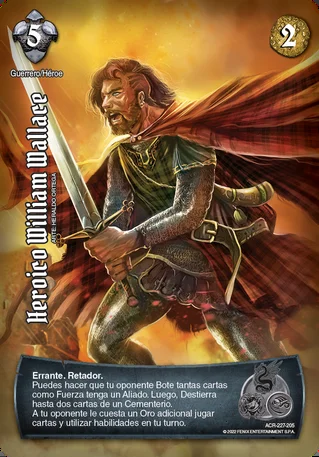 5
2
Guerrero/Héroe
Heroico William Wallace
ARTE: HERALDO ORTEGA
Errante. Retador.
Puedes hacer que tu oponente Bote tantas cartas
como Fuerza tenga un Aliado. Luego, Destierra
hasta dos cartas de un Cementerio.
A tu oponente le cuesta un Oro adicional jugar
cartas y utilizar habilidades en tu turno.
ACR-227-205
© 2022 FENIX ENTERTAINMENT S.P.A.